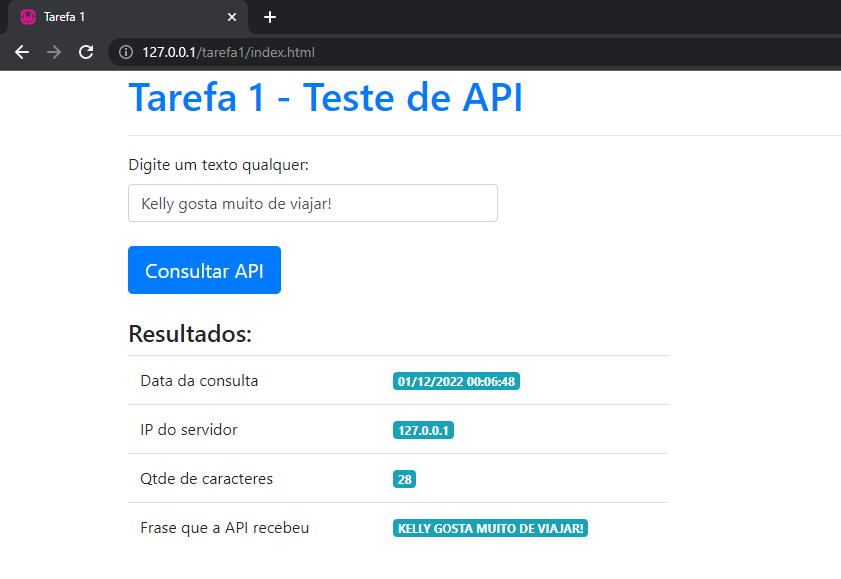 Tarefa 1
127.0.0.1/tarefa1/index.html
Tarefa 1 - Teste de API
Digite um texto qualquer:
Kelly gosta muito de viajar!
Consultar API
Resultados:
Data da consulta 01/12/2022 00:06:48
IP do servidor 127.0.0.1
Qtde de caracteres 28
Frase que a API recebeu KELLY GOSTA MUITO DE VIAJAR!